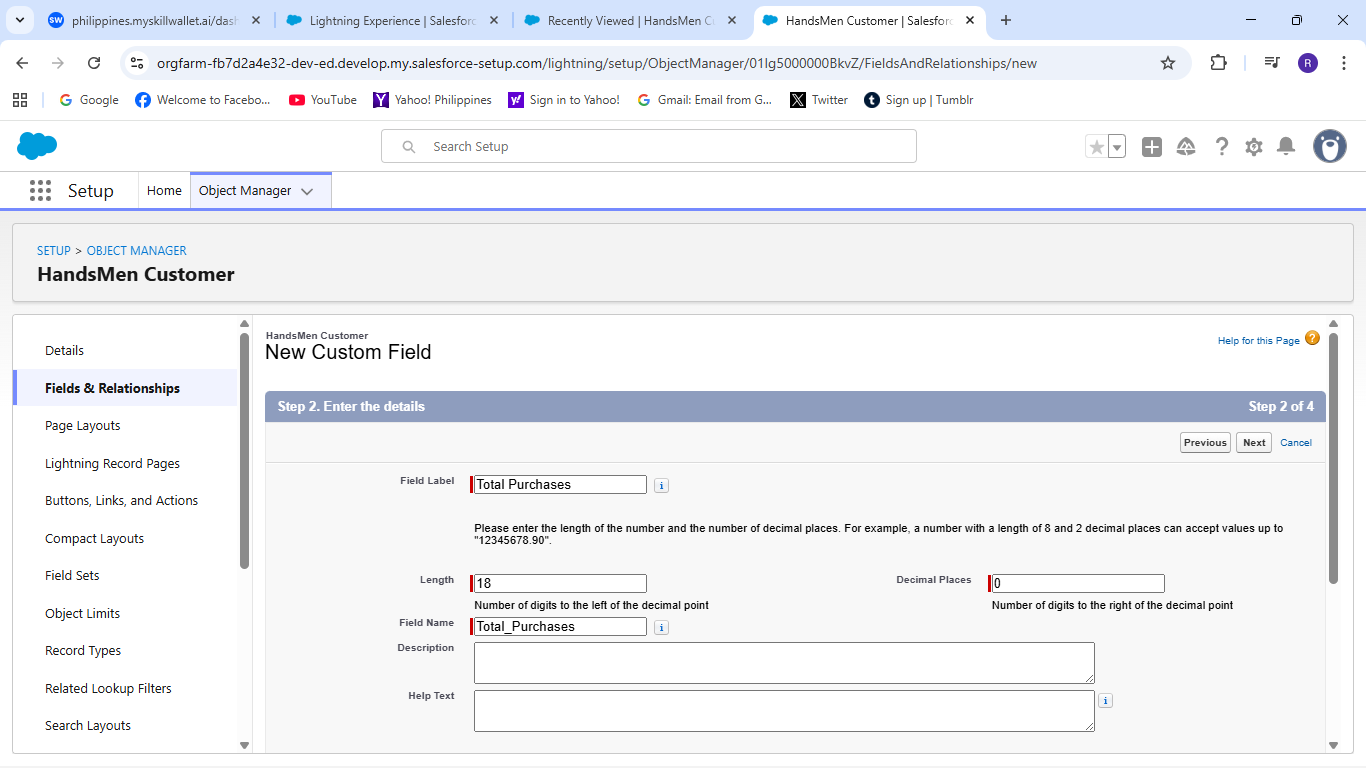 SW philippines.myskillwallet.ai/dash
Lightning Experience | Salesforc
Recently Viewed | HandsMen C
HandsMen Customer | Salesforc
orgfarm-fb7d2a4e32-dev-ed.develop.my.salesforce-setup.com/lightning/setup/ObjectManager/01Ig5000000BkvZ/FieldsAndRelationships/new
R
Google
Welcome to Facebo...
YouTube
Yahoo! Philippines
Sign in to Yahoo!
Gmail: Email from G...
Twitter
Sign up | Tumblr
Search Setup
Setup
Home
Object Manager
SETUP > OBJECT MANAGER
HandsMen Customer
Details
Fields & Relationships
Page Layouts
Lightning Record Pages
Buttons, Links, and Actions
Compact Layouts
Field Sets
Object Limits
Record Types
Related Lookup Filters
Search Layouts
HandsMen Customer
New Custom Field
Help for this Page ?
Step 2. Enter the details
Step 2 of 4
Previous
Next
Cancel
Field Label
Total Purchases
i
Please enter the length of the number and the number of decimal places. For example, a number with a length of 8 and 2 decimal places can accept values up to
"12345678.90".
Length
18
Decimal Places
0
Number of digits to the left of the decimal point
Number of digits to the right of the decimal point
Field Name
Total_Purchases
i
Description
Help Text
i